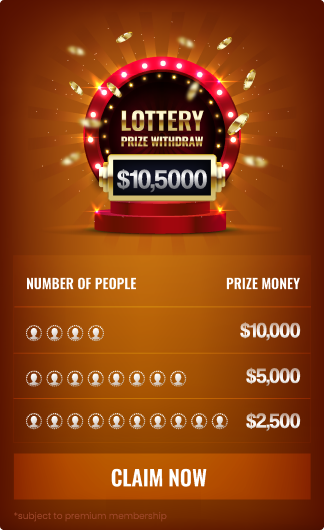 LOTTERY
PRIZE WITHDRAW
$10,5000
NUMBER OF PEOPLE PRIZE MONEY
$10,000
$5,000
$2,500
CLAIM NOW
*subject to premium membership